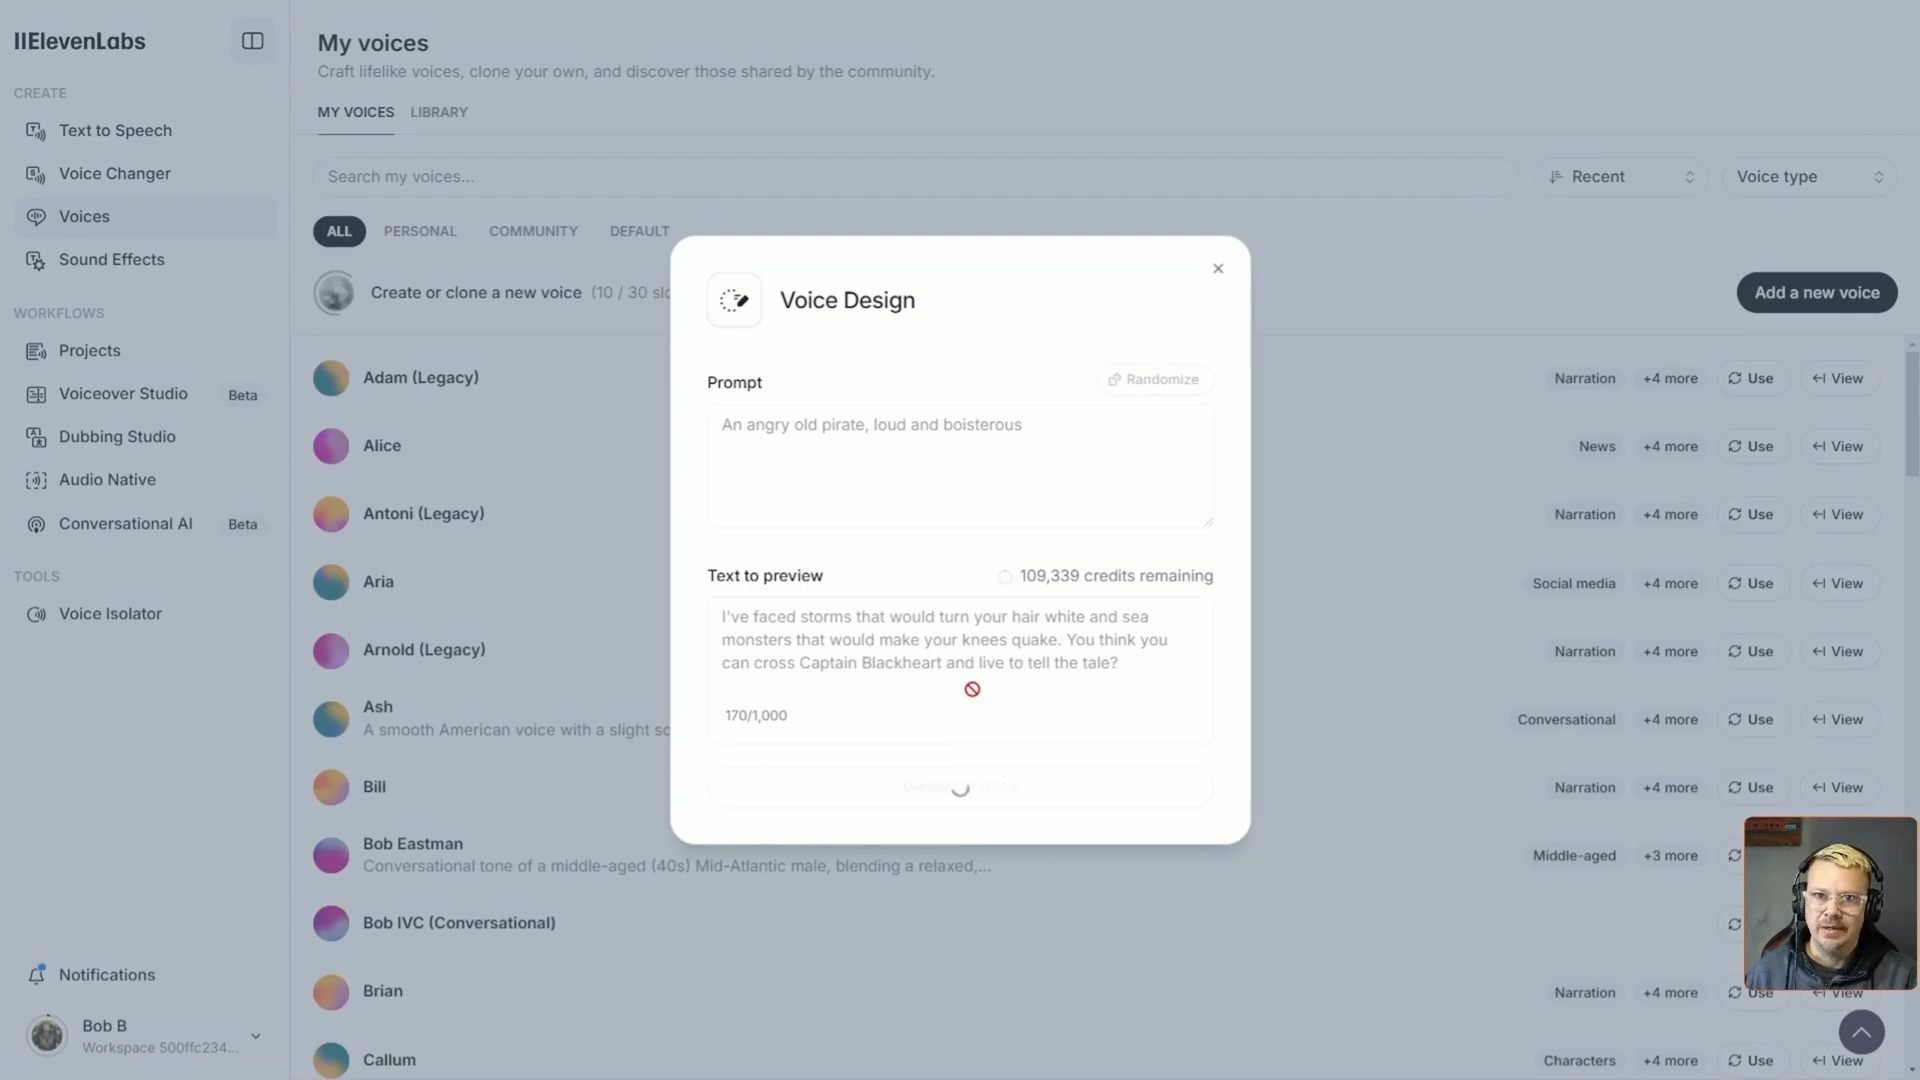 IIElevenLabs
CREATE
Text to Speech
Voice Changer
Voices
Sound Effects
WORKFLOWS
Projects
Voiceover Studio Beta
Dubbing Studio
Audio Native
Conversational AI Beta
TOOLS
Voice Isolator
Notifications
Bob B
Workspace 500ffc234...
My voices
Craft lifelike voices, clone your own, and discover those shared by the community.
MY VOICES LIBRARY
Search my voices...
Recent
Voice type
ALL PERSONAL COMMUNITY DEFAULT
Create or clone a new voice (10 / 30 slo
Add a new voice
Adam (Legacy) Narration +4 more Use View
Alice News +4 more Use View
Antoni (Legacy) Narration +4 more Use View
Aria Social media +4 more Use View
Arnold (Legacy) Narration +4 more Use View
Ash Conversational +4 more Use View
A smooth American voice with a slight so
Bill Narration +4 more Use View
Bob Eastman Middle-aged +3 more
Conversational tone of a middle-aged (40s) Mid-Atlantic male, blending a relaxed,...
Bob IVC (Conversational)
Brian Narration +4 more Use View
Callum Characters +4 more Use View
Voice Design
Prompt Randomize
An angry old pirate, loud and boisterous
Text to preview 109,339 credits remaining
I've faced storms that would turn your hair white and sea
monsters that would make your knees quake. You think you
can cross Captain Blackheart and live to tell the tale?
170/1,000